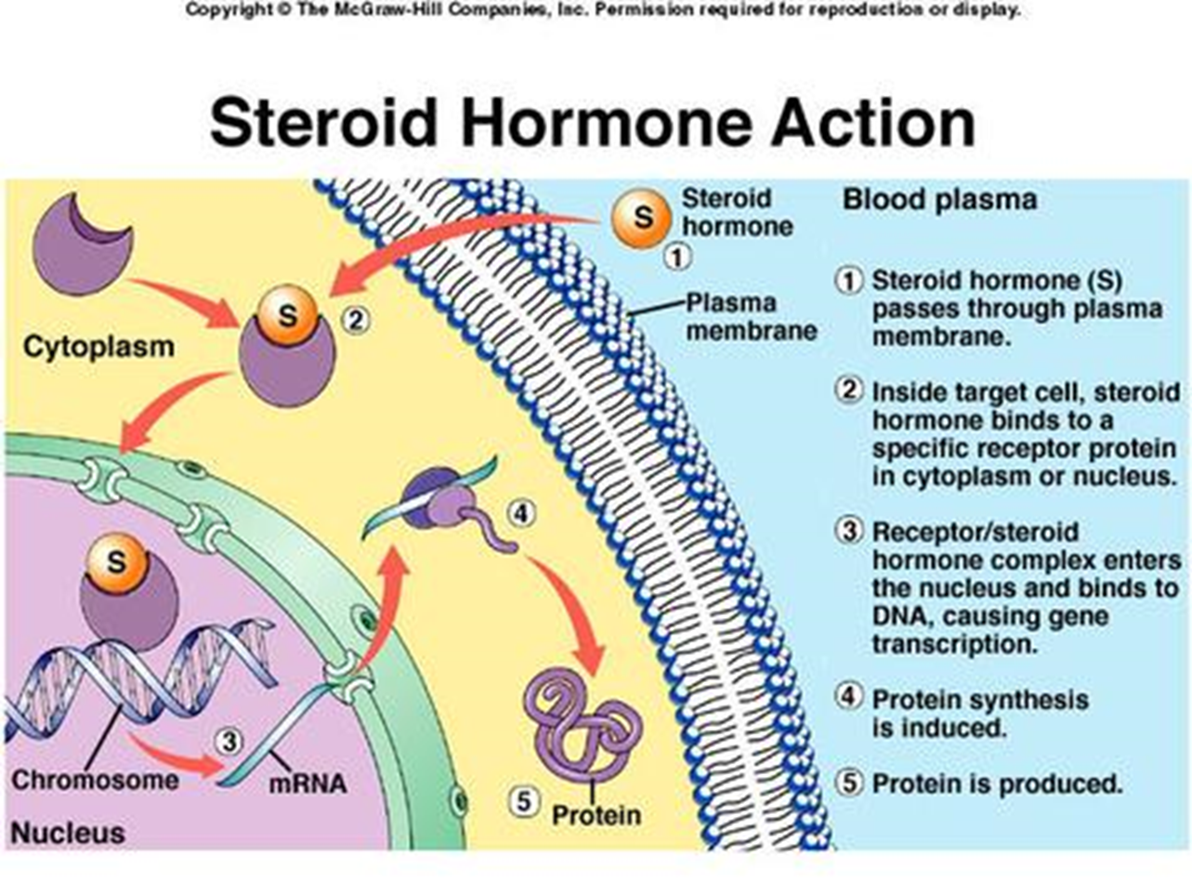 Copyright © The McGraw-Hill Companies, Inc. Permission required for reproduction or display.
Steroid Hormone Action
S
Steroid
hormone
1
Blood plasma
Plasma
membrane
S
2
Cytoplasm
1 Steroid hormone (S)
passes through plasma
membrane.
2 Inside target cell, steroid
hormone binds to a
specific receptor protein
in cytoplasm or nucleus.
3 Receptor/steroid
hormone complex enters
the nucleus and binds to
DNA, causing gene
transcription.
4 Protein synthesis
is induced.
5 Protein is produced.
4
S
3
Chromosome
mRNA
5
Protein
Nucleus